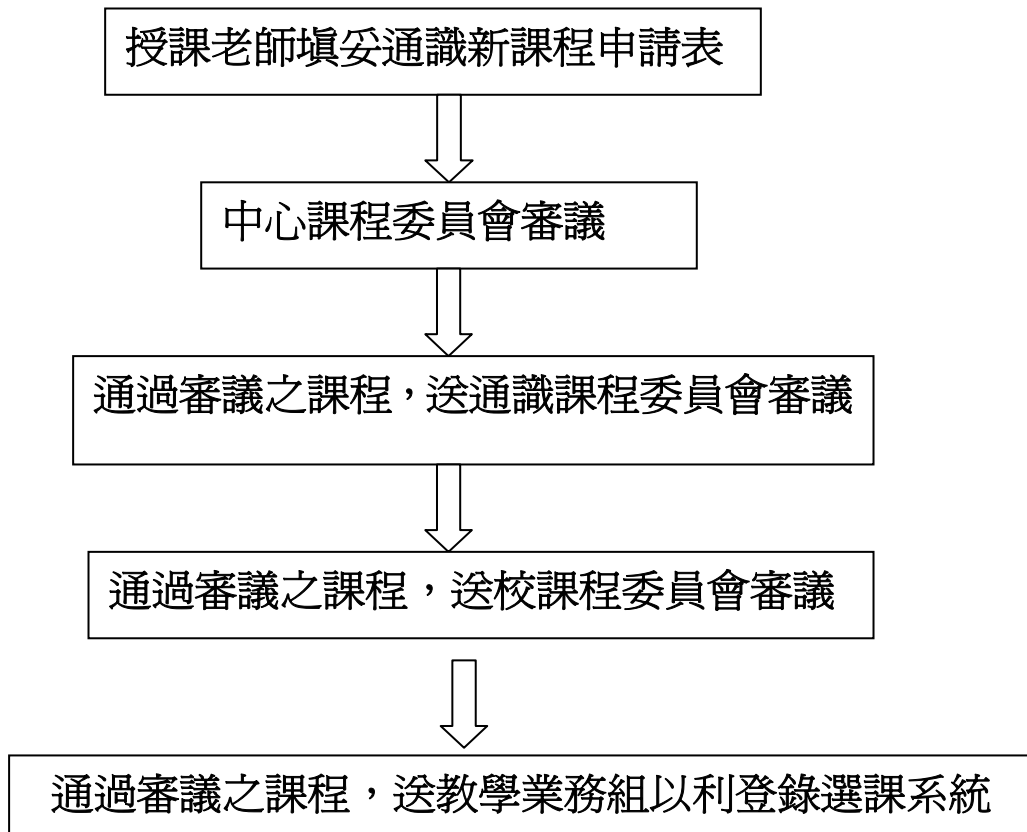 授課老師填妥通識新課程申請表
中心課程委員會審議
通過審議之課程，送通識課程委員會審議
通過審議之課程，送校課程委員會審議
通過審議之課程，送教學業務組以利登錄選課系統